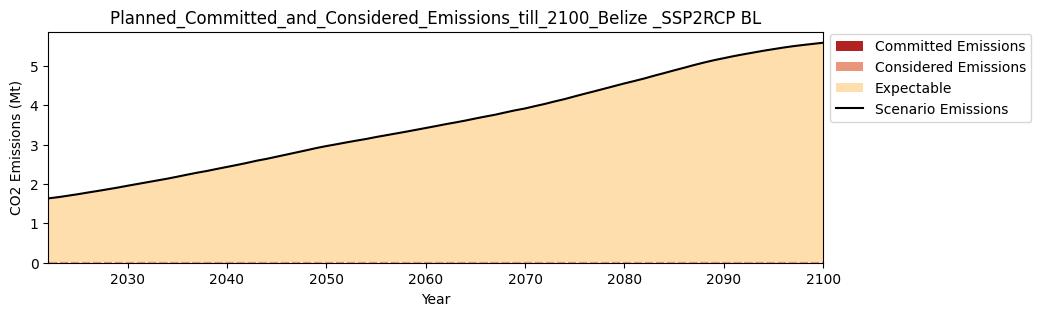 Planned_Committed_and_Considered_Emissions_till_2100_Belize _SSP2RCP BL
CO2 Emissions (Mt)
5
4
3
2
1
0
2030 2040 2050 2060 2070 2080 2090 2100
Year
Committed Emissions
Considered Emissions
Expectable
Scenario Emissions